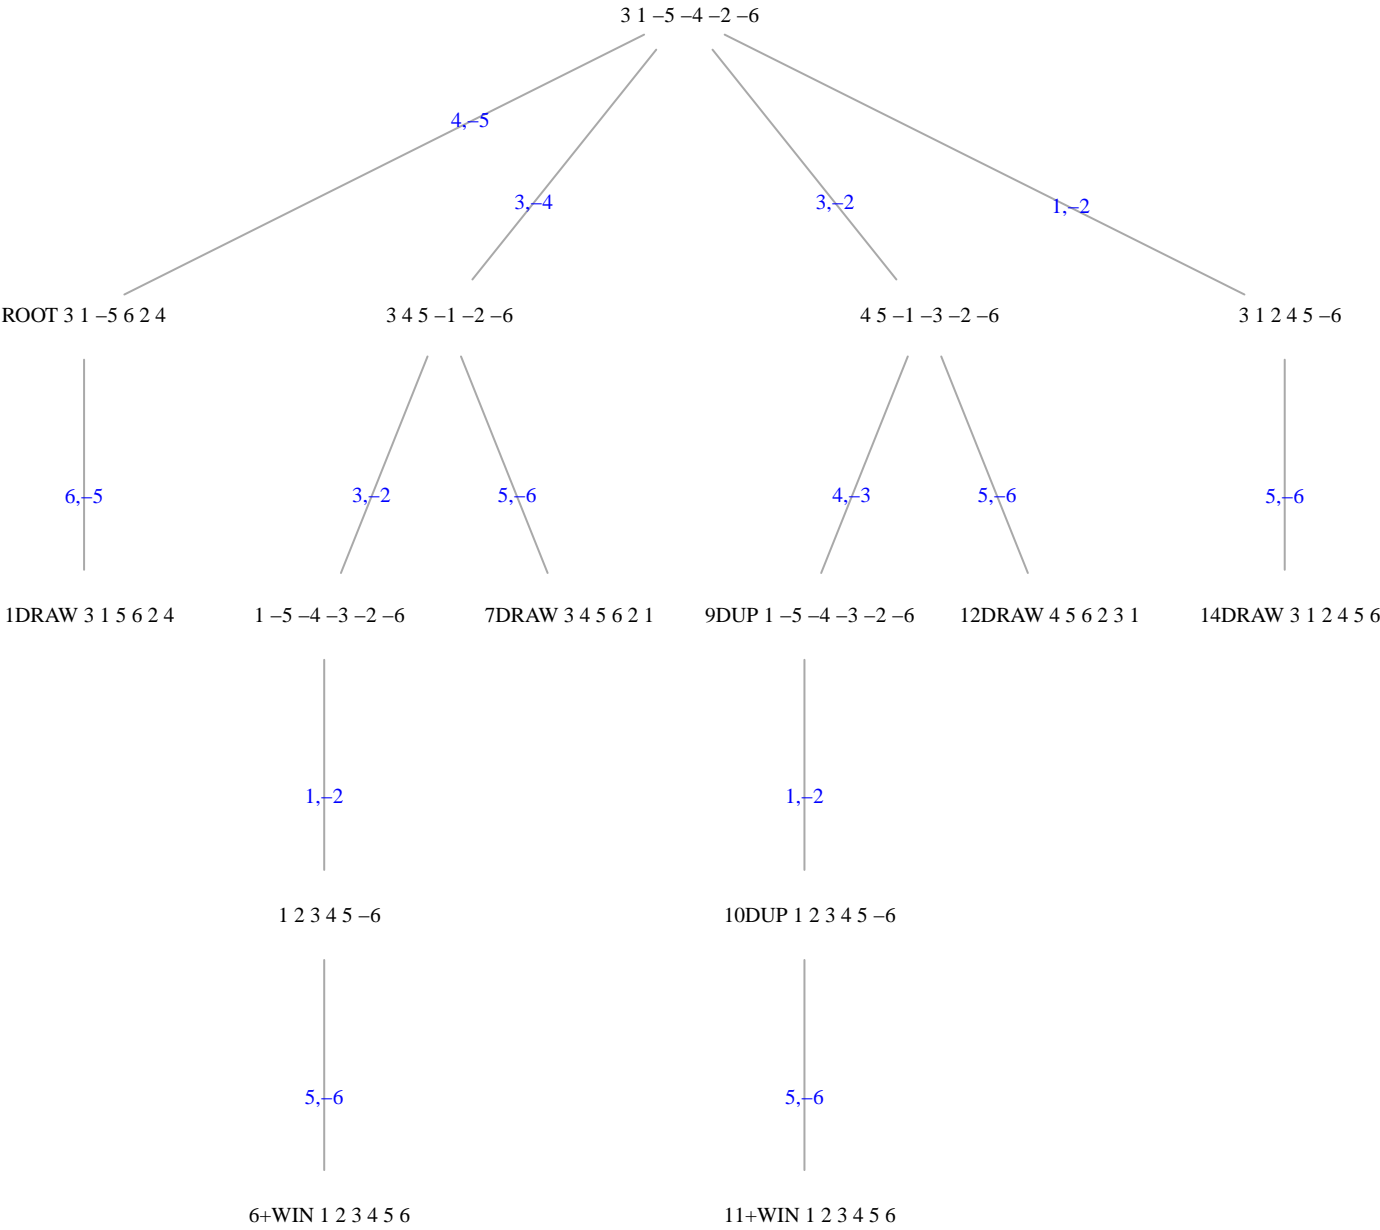 3 1 –5 –4 –2 –6
4,–5
3,–4
3,–2
1,–2
ROOT 3 1 –5 6 2 4
3 4 5 –1 –2 –6
4 5 –1 –3 –2 –6
3 1 2 4 5 –6
6,–5
3,–2
5,–6
4,–3
5,–6
5,–6
1DRAW 3 1 5 6 2 4
1 –5 –4 –3 –2 –6
7DRAW 3 4 5 6 2 1
9DUP 1 –5 –4 –3 –2 –6
12DRAW 4 5 6 2 3 1
14DRAW 3 1 2 4 5 6
1,–2
1,–2
1 2 3 4 5 –6
10DUP 1 2 3 4 5 –6
5,–6
5,–6
6+WIN 1 2 3 4 5 6
11+WIN 1 2 3 4 5 6